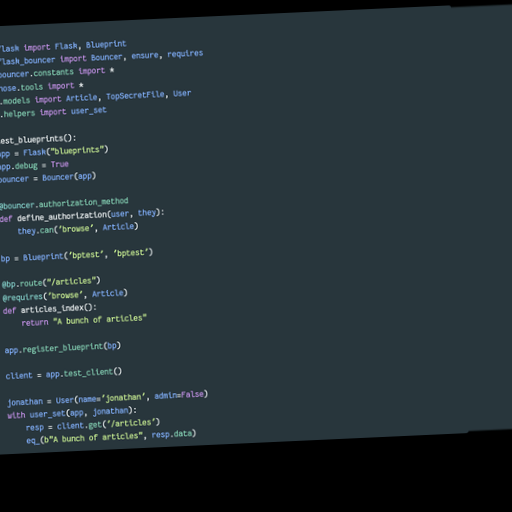 flask import Flask, Blueprint
flask_bouncer import Bouncer, ensure, requires
bouncer.constants import *
nose.tools import *
.models import Article, TopSecretFile, User
.helpers import user_set
test_blueprints():
app = Flask("blueprints")
app.debug = True
bouncer = Bouncer(app)
@bouncer.authorization_method
def define_authorization(user, they):
they.can('browse', Article)
bp = Blueprint('bptest', 'bptest')
@bp.route("/articles")
@requires('browse', Article)
def articles_index():
return "A bunch of articles"
app.register_blueprint(bp)
client = app.test_client()
jonathan = User(name='jonathan', admin=False)
with user_set(app, jonathan):
resp = client.get('/articles')
eq_(b"A bunch of articles", resp.data)